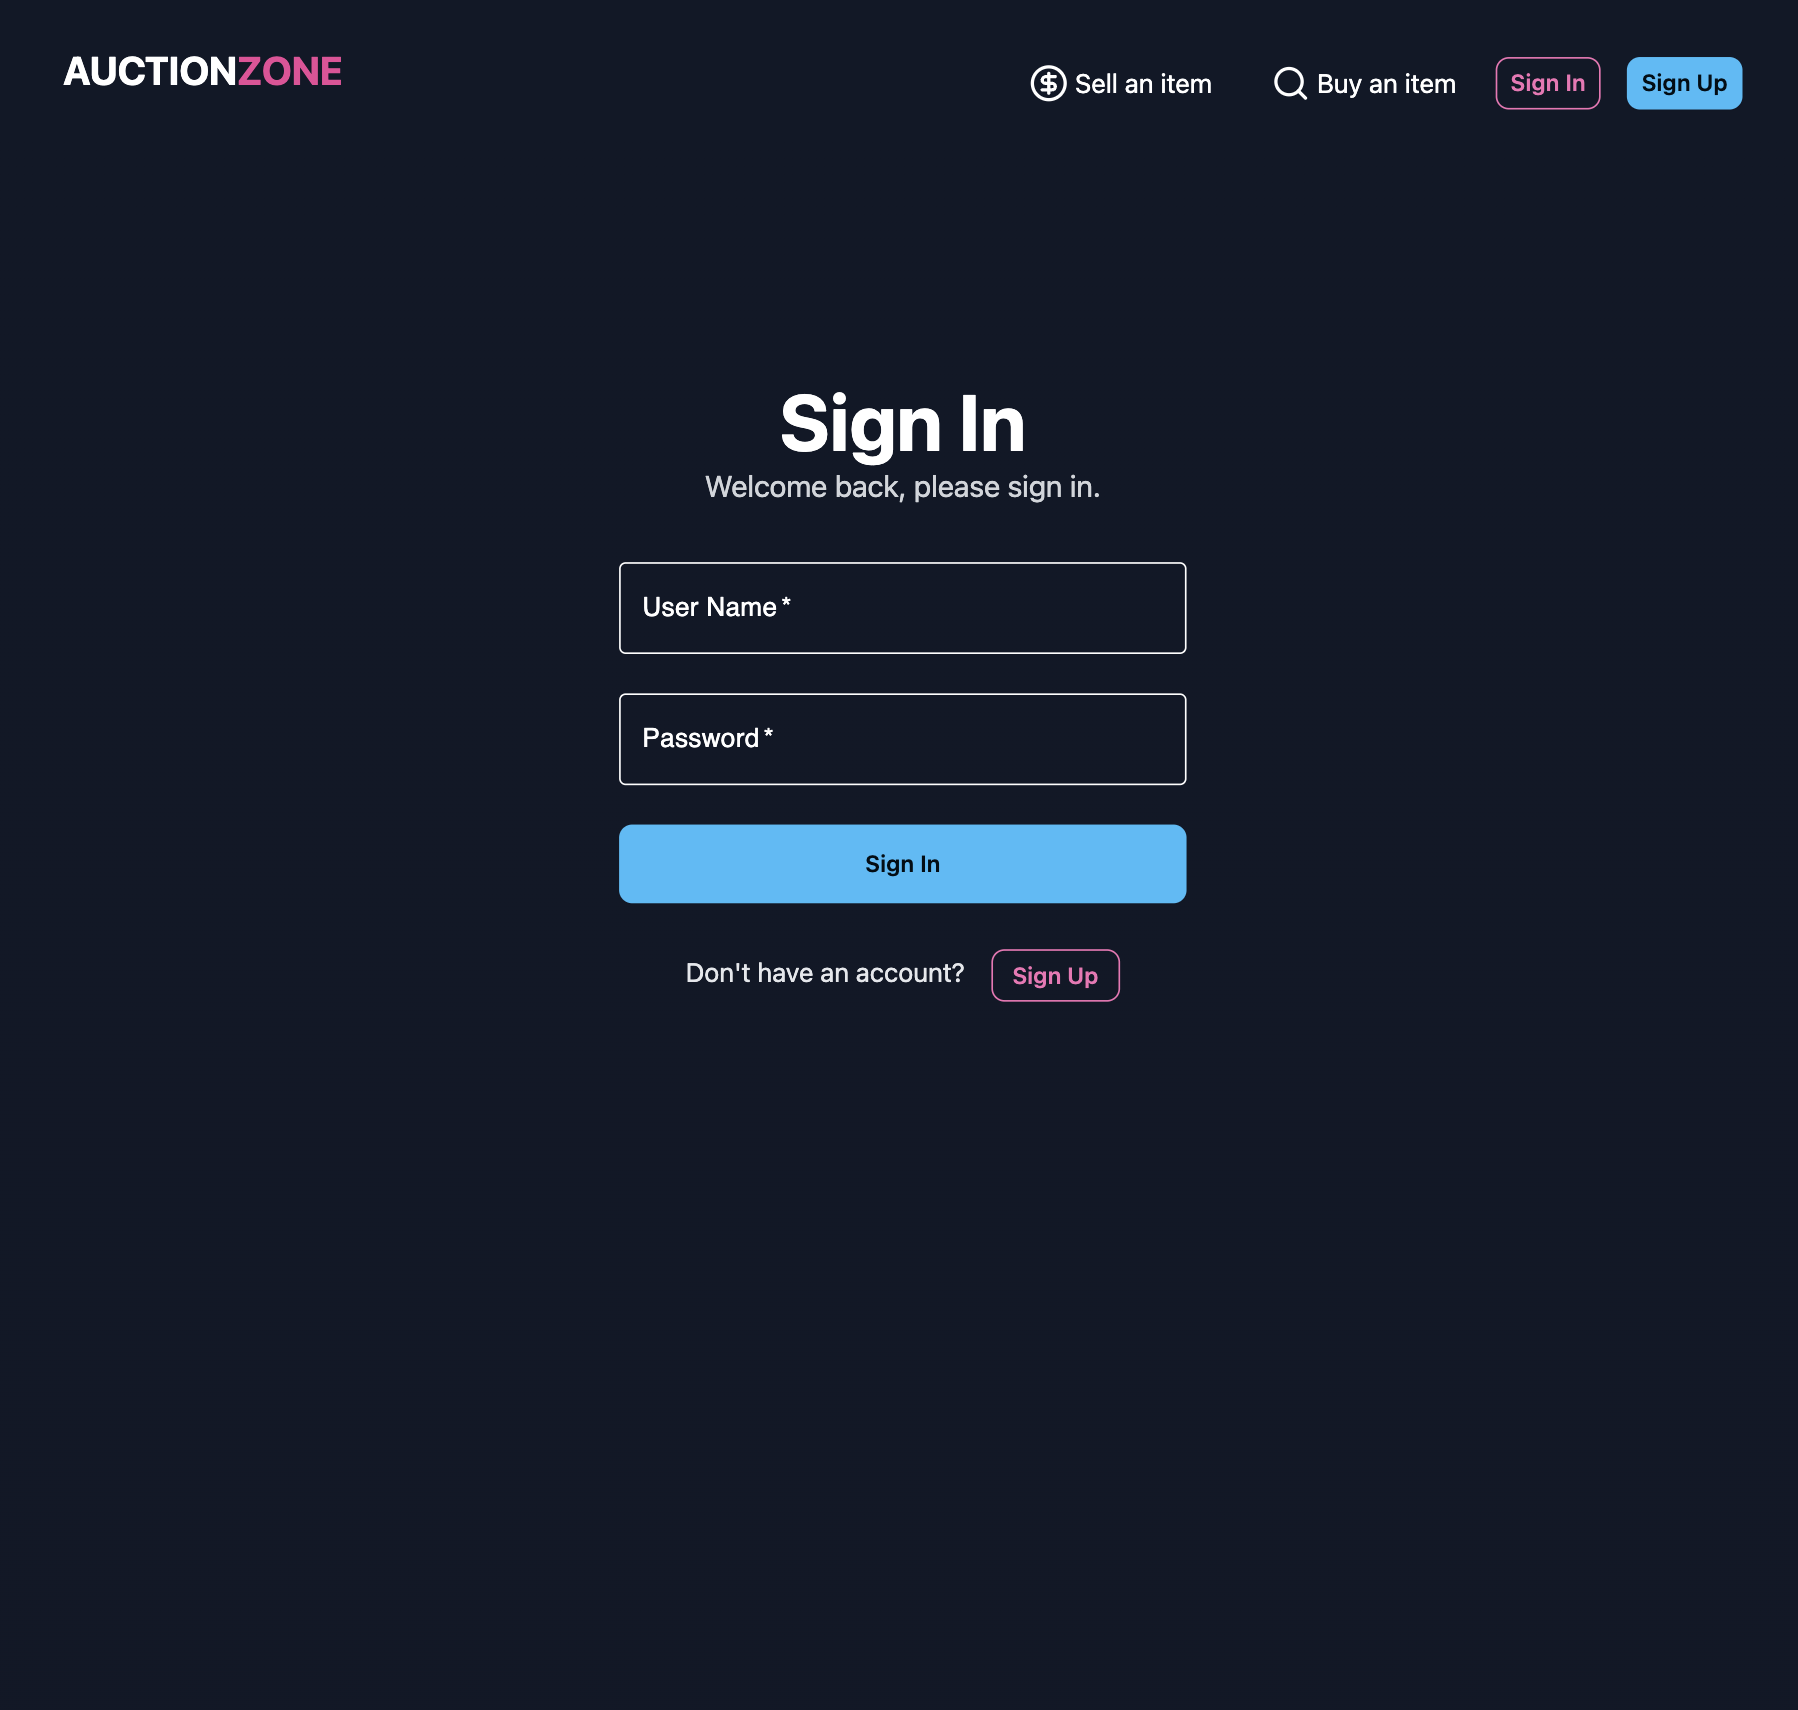 AUCTIONZONE
Sell an item
Buy an item
Sign In
Sign Up
Sign In
Welcome back, please sign in.
User Name *
Password *
Sign In
Don't have an account?
Sign Up